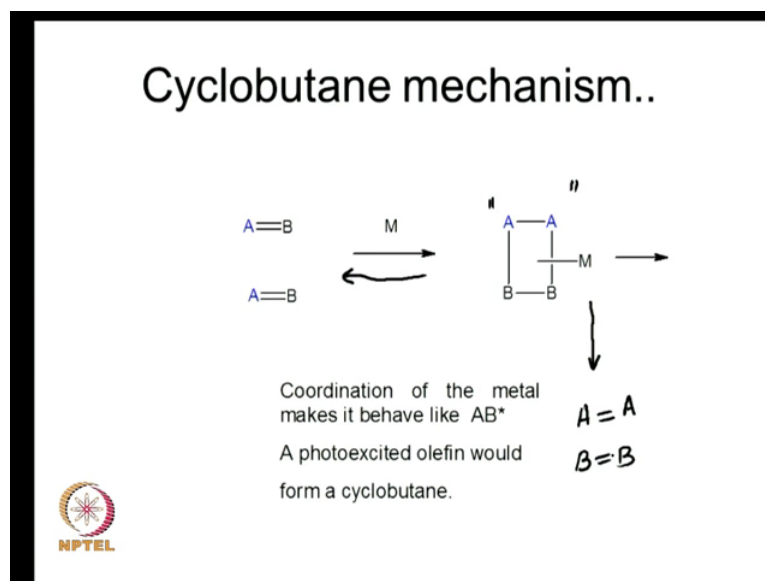 Cyclobutane mechanism..
" "
A=B M A—A
—M
A=B B—B
Coordination of the metal
makes it behave like AB*
A=A
A photoexcited olefin would
B=B
form a cyclobutane.
NPTEL